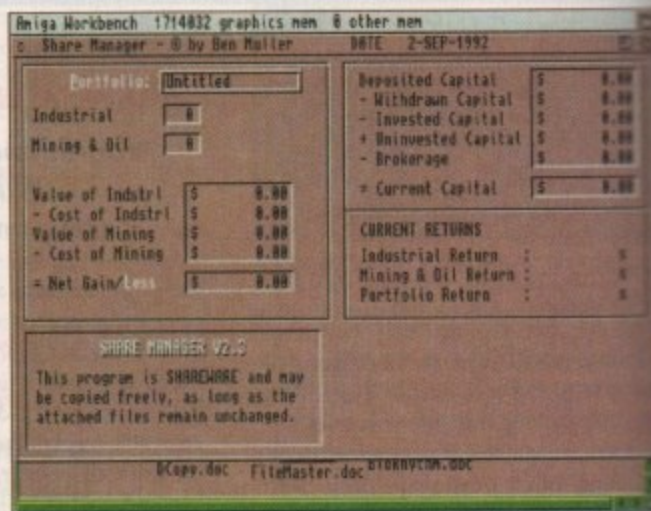 Amiga Workbench 1714032 graphics mem 0 other mem
Share Manager - © by Ben Muller DATE 2-SEP-1992
Portfolio: Untitled
Industrial 0
Mining & Oil 0
Value of Indstrl $ 0.00
- Cost of Indstrl $ 0.00
Value of Mining $ 0.00
- Cost of Mining $ 0.00
= Net Gain/Loss $ 0.00
Deposited Capital $ 0.00
- Withdrawn Capital $ 0.00
- Invested Capital $ 0.00
+ Uninvested Capital $ 0.00
- Brokerage $ 0.00
= Current Capital $ 0.00
CURRENT RETURNS
Industrial Return : %
Mining & Oil Return : %
Portfolio Return : %
SHARE MANAGER V2.3
This program is SHAREWARE and may
be copied freely, as long as the
attached files remain unchanged.
DCopy.doc FileMaster.doc BioRhythm.doc